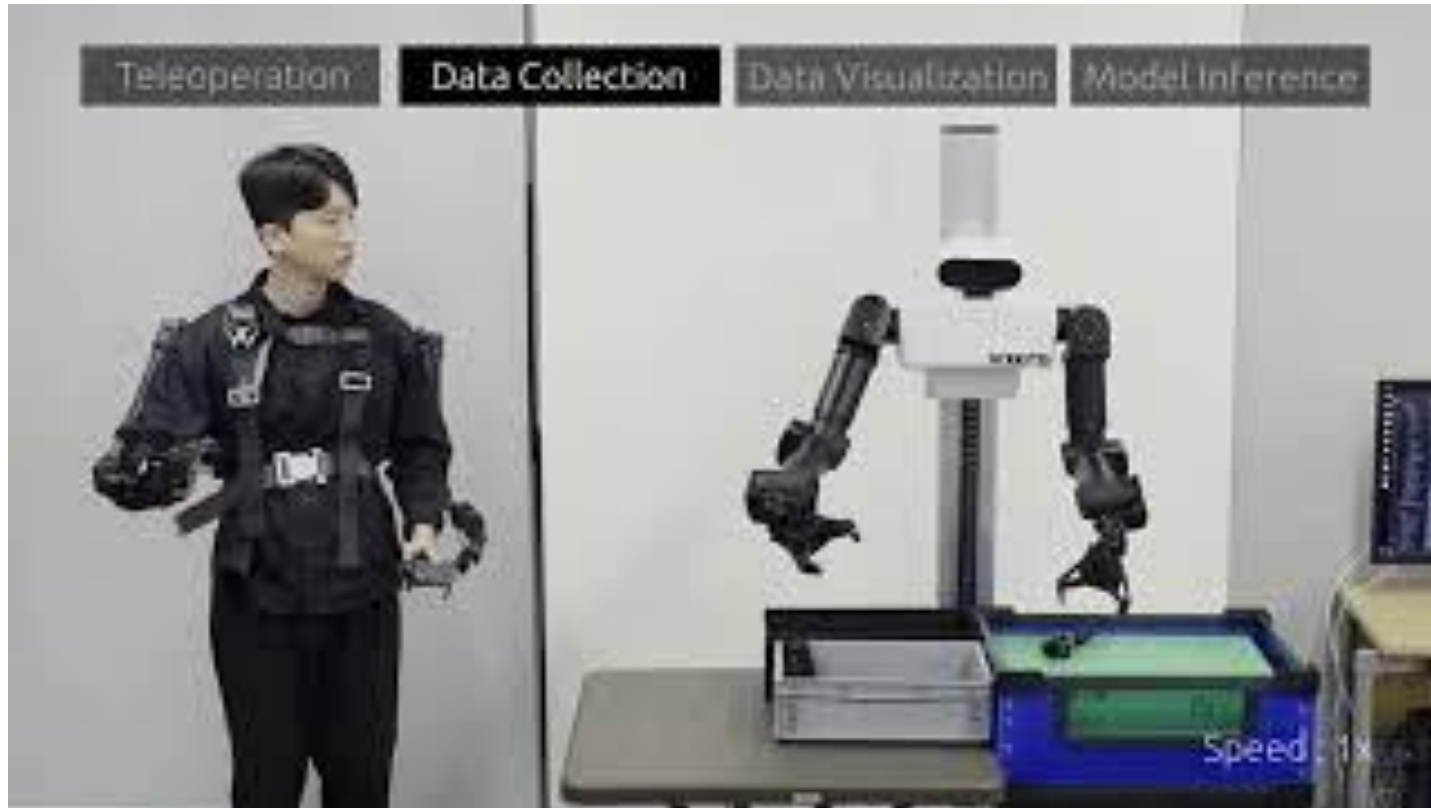 Teleoperation
Data Collection
Data Visualization
Model Inference
Speed : 1x